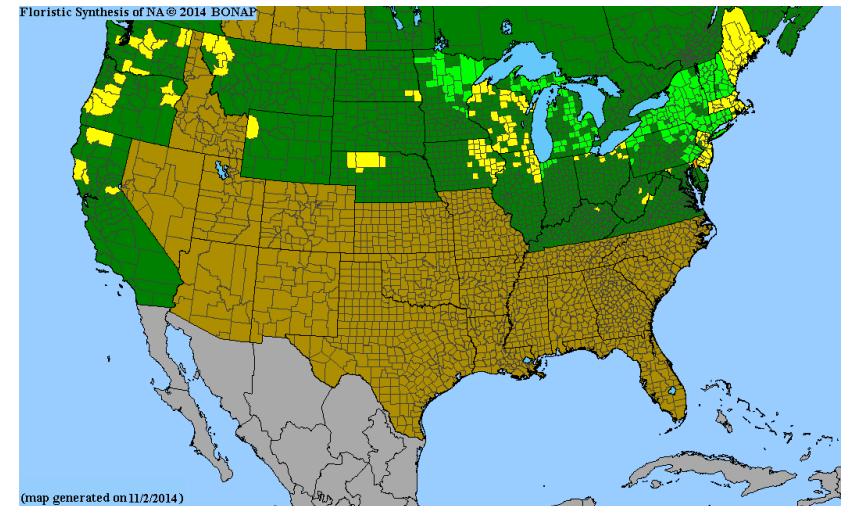 Floristic Synthesis of NA © 2014 BONAP
(map generated on 11/2/2014)